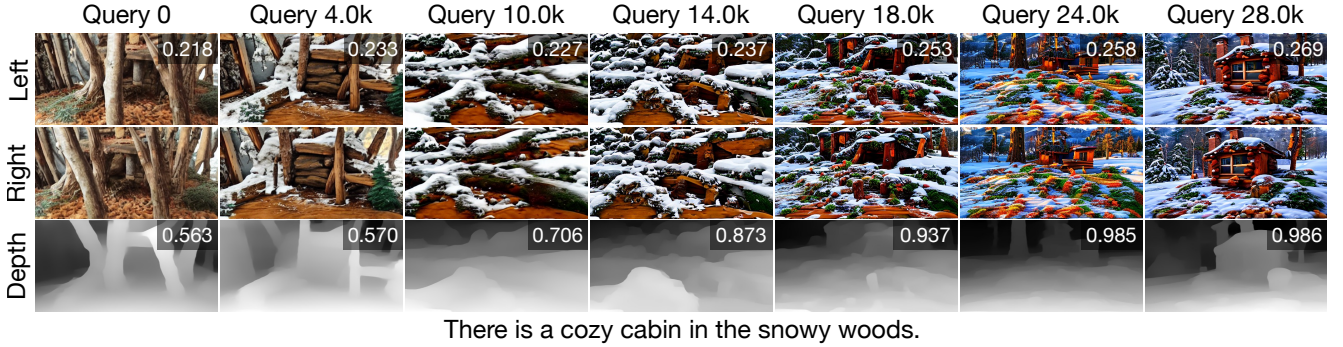 Query 0 Query 4.0k Query 10.0k Query 14.0k Query 18.0k Query 24.0k Query 28.0k
Left 0.218 0.233 0.227 0.237 0.253 0.258 0.269
Right
Depth 0.563 0.570 0.706 0.873 0.937 0.985 0.986
There is a cozy cabin in the snowy woods.